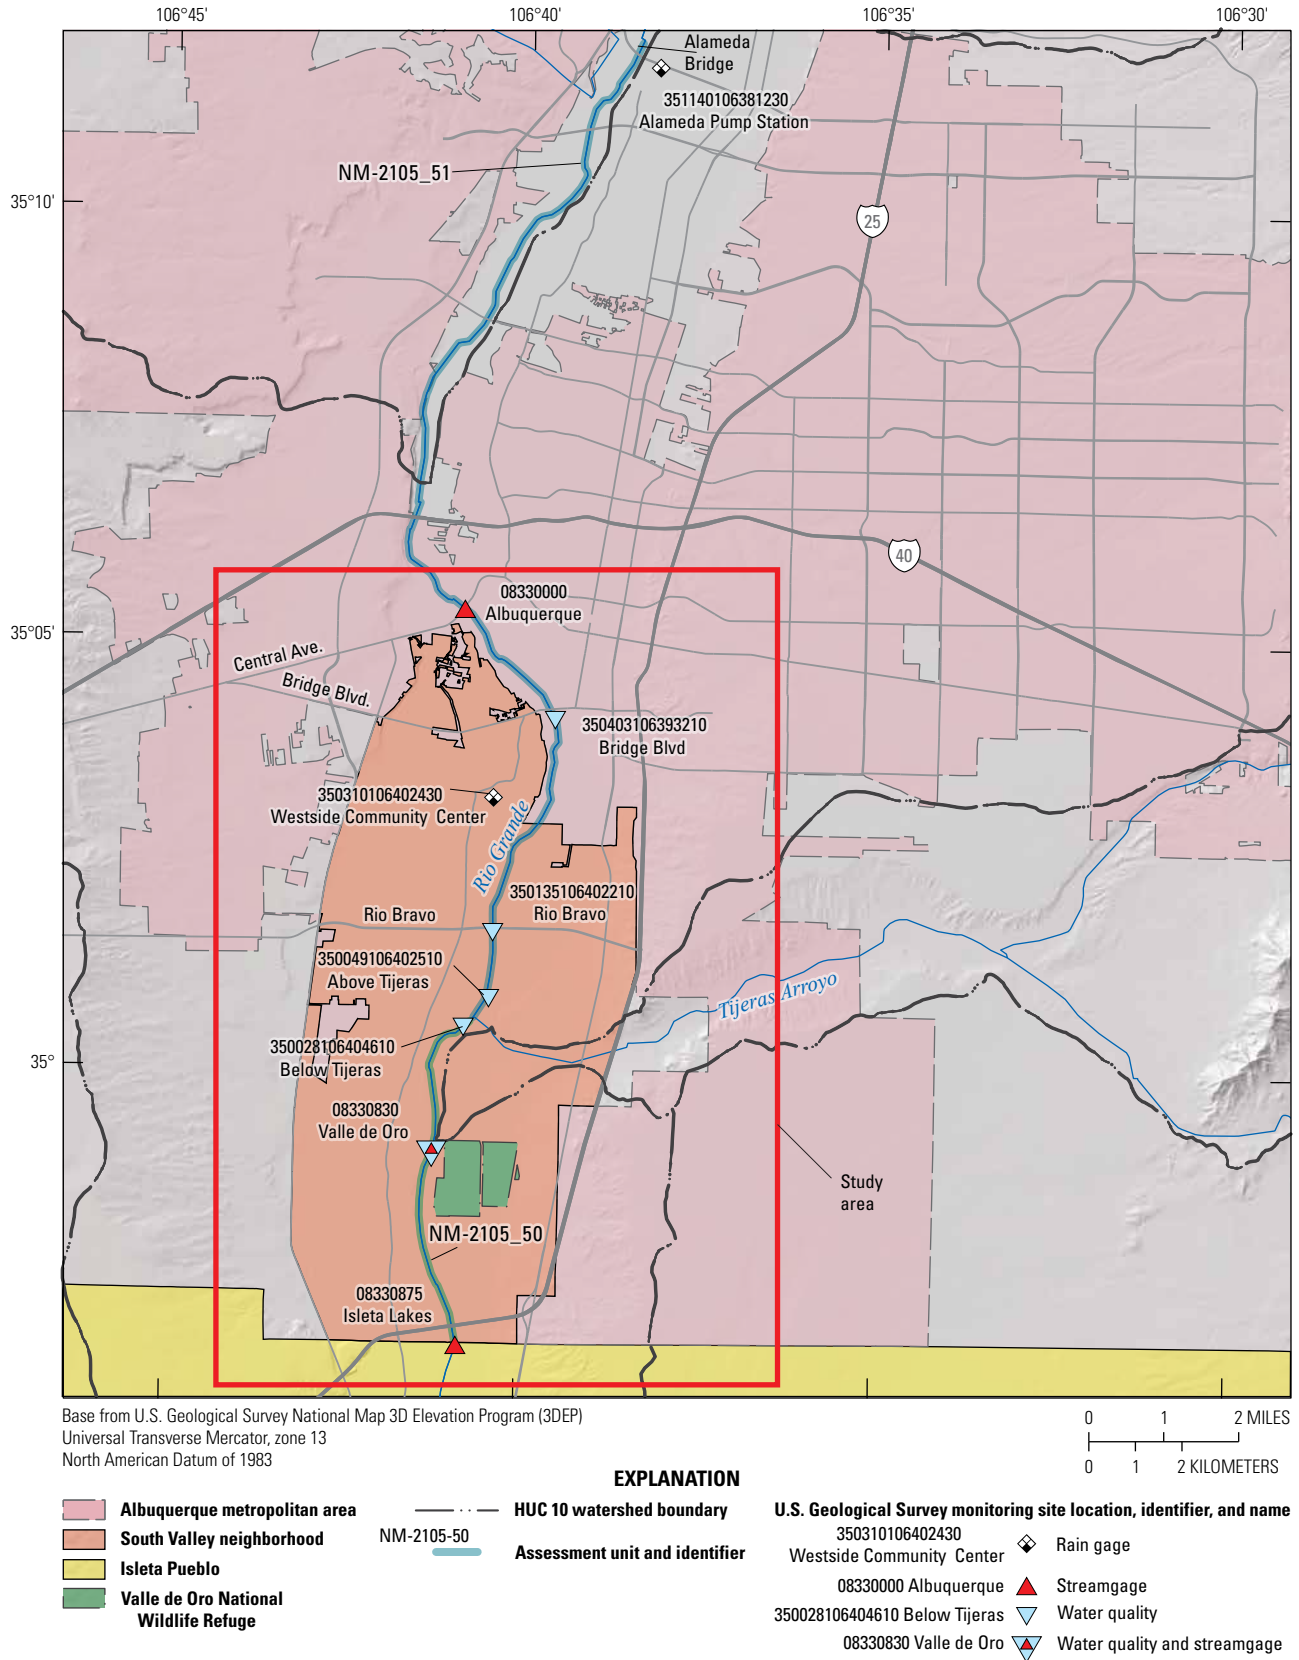 106°45'
106°40'
106°35'
106°30'
Alameda
Bridge
351140106381230
Alameda Pump Station
NM-2105_51
35°10'
25
40
08330000
Albuquerque
35°05'
Central Ave.
Bridge Blvd.
350403106393210
Bridge Blvd
350310106402430
Westside Community Center
Rio Grande
350135106402210
Rio Bravo
Rio Bravo
350049106402510
Above Tijeras
Tijeras Arroyo
350028106404610
Below Tijeras
35°
08330830
Valle de Oro
Study
area
NM-2105_50
08330875
Isleta Lakes
Base from U.S. Geological Survey National Map 3D Elevation Program (3DEP)
Universal Transverse Mercator, zone 13
North American Datum of 1983
0 1 2 MILES
0 1 2 KILOMETERS
EXPLANATION
Albuquerque metropolitan area
South Valley neighborhood
Isleta Pueblo
Valle de Oro National
Wildlife Refuge
HUC 10 watershed boundary
NM-2105-50
Assessment unit and identifier
U.S. Geological Survey monitoring site location, identifier, and name
350310106402430
Westside Community Center
Rain gage
08330000 Albuquerque
Streamgage
350028106404610 Below Tijeras
Water quality
08330830 Valle de Oro
Water quality and streamgage